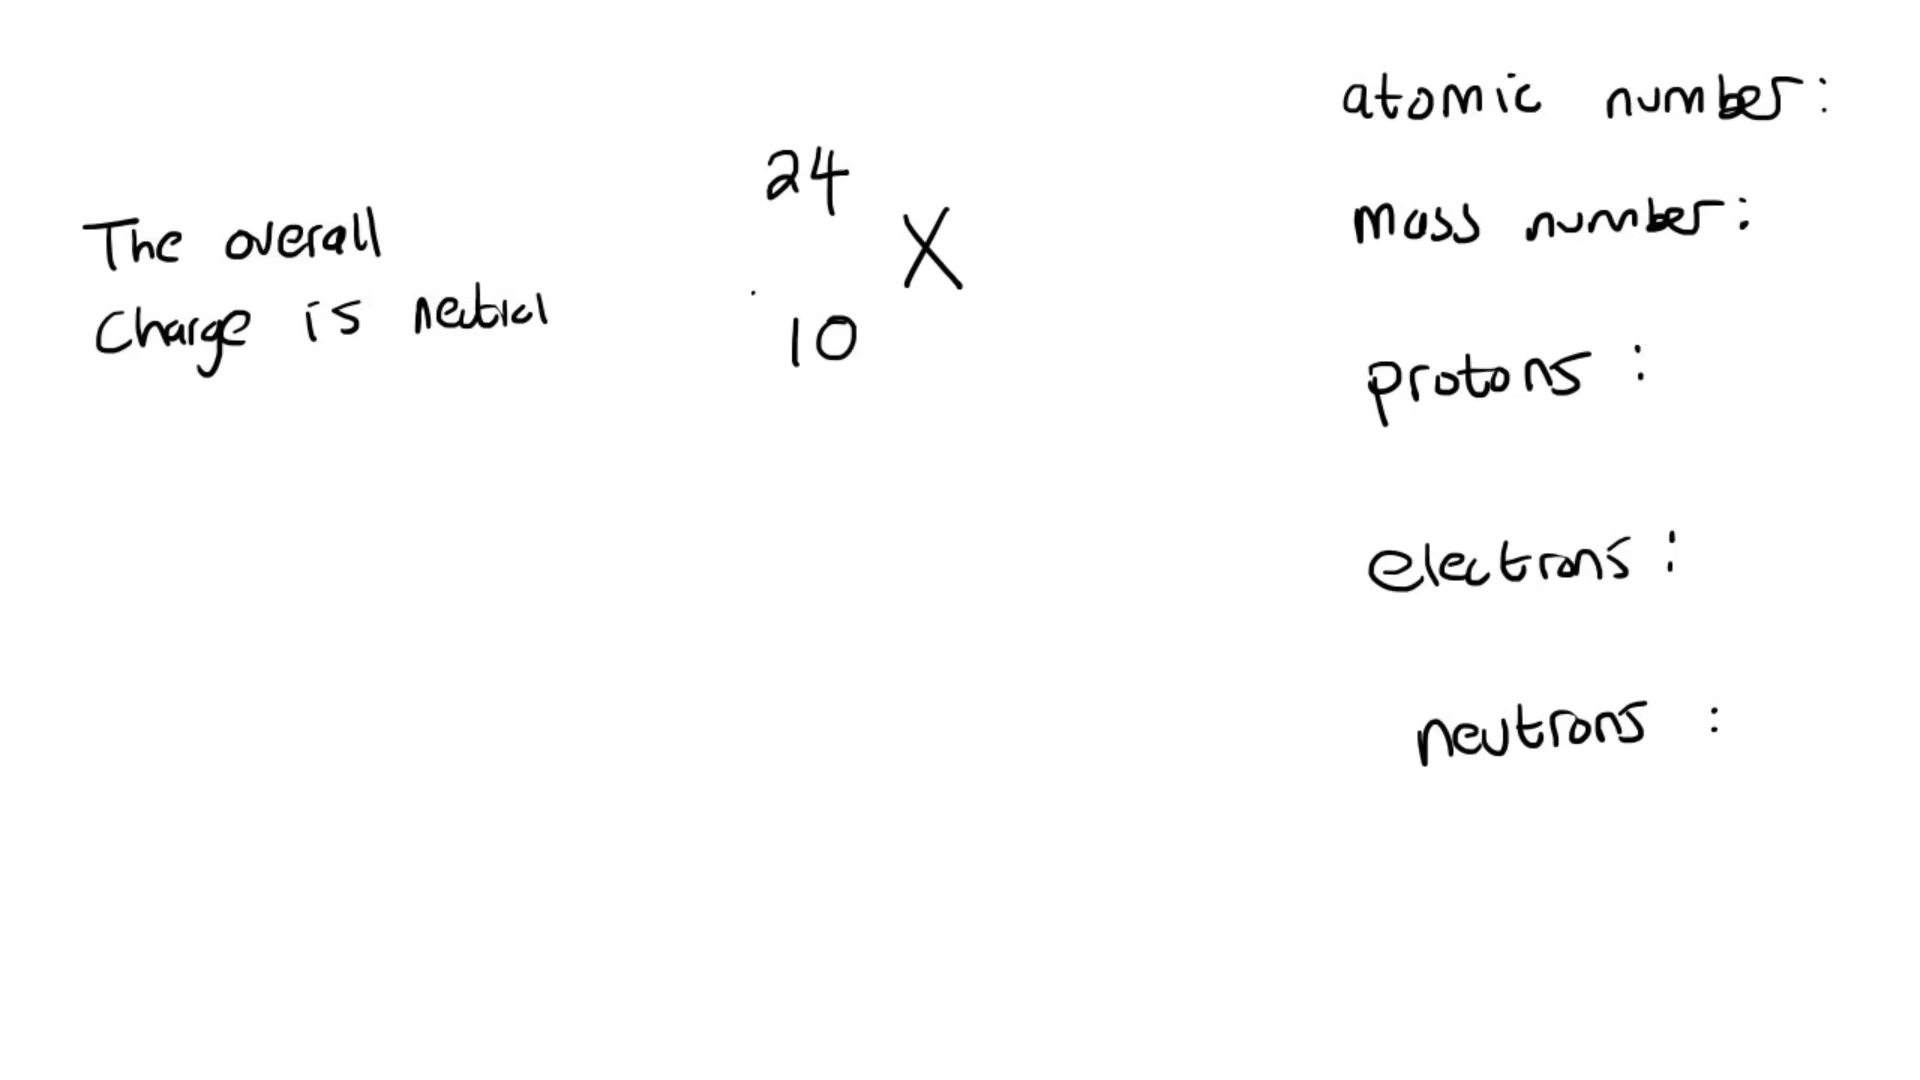 The overall
Charge is neutral
24
X
10
atomic number:
mass number:
protons :
electrons :
neutrons :